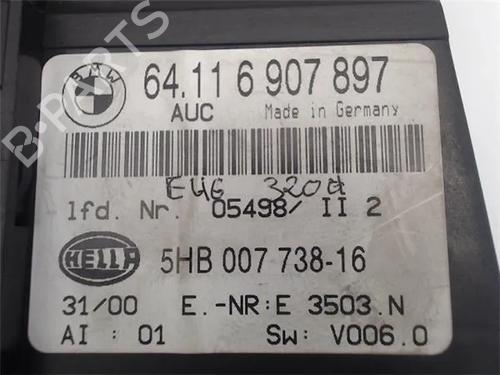 B-PARTS
BMW
64.11 6 907 897
AUC Made in Germany
E46 320d
lfd. Nr. 05498/ II 2
HELLA
5HB 007 738-16
31/00 E.-NR:E 3503.N
AI : 01 Sw: V006.0